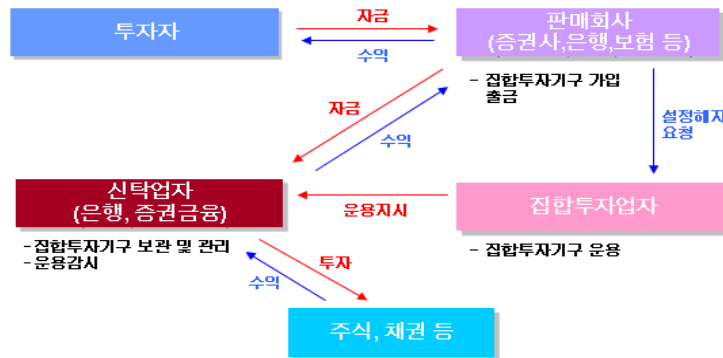 투자자
자금
수익
판매회사
(증권사,은행,보험 등)
- 집합투자기구 가입
출금
자금
수익
설정해지
요청
신탁업자
(은행, 증권금융)
운용지시
집합투자업자
-집합투자기구 보관 및 관리
-운용감시
- 집합투자기구 운용
투자
수익
주식, 채권 등